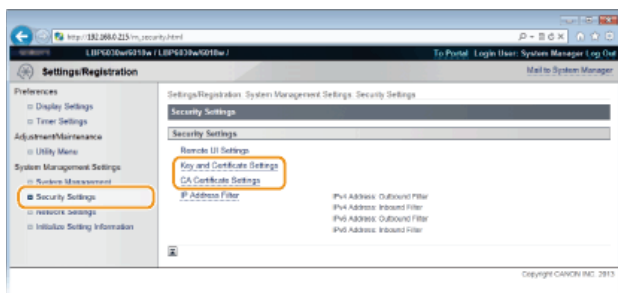 http://192.168.0.215/m_security.html
LBP6030w/6018w / LBP6030w/6018w /
To Portal Login User: System Manager Log Out
Settings/Registration
Mail to System Manager
Preferences
Display Settings
Timer Settings
Adjustment/Maintenance
Utility Menu
System Management Settings
System Management
Security Settings
Network Settings
Initialize Setting Information
Settings/Registration: System Management Settings: Security Settings
Security Settings
Security Settings
Remote UI Settings
Key and Certificate Settings
CA Certificate Settings
IP Address Filter
IPv4 Address: Outbound Filter
IPv4 Address: Inbound Filter
IPv6 Address: Outbound Filter
IPv6 Address: Inbound Filter
Copyright CANON INC. 2013